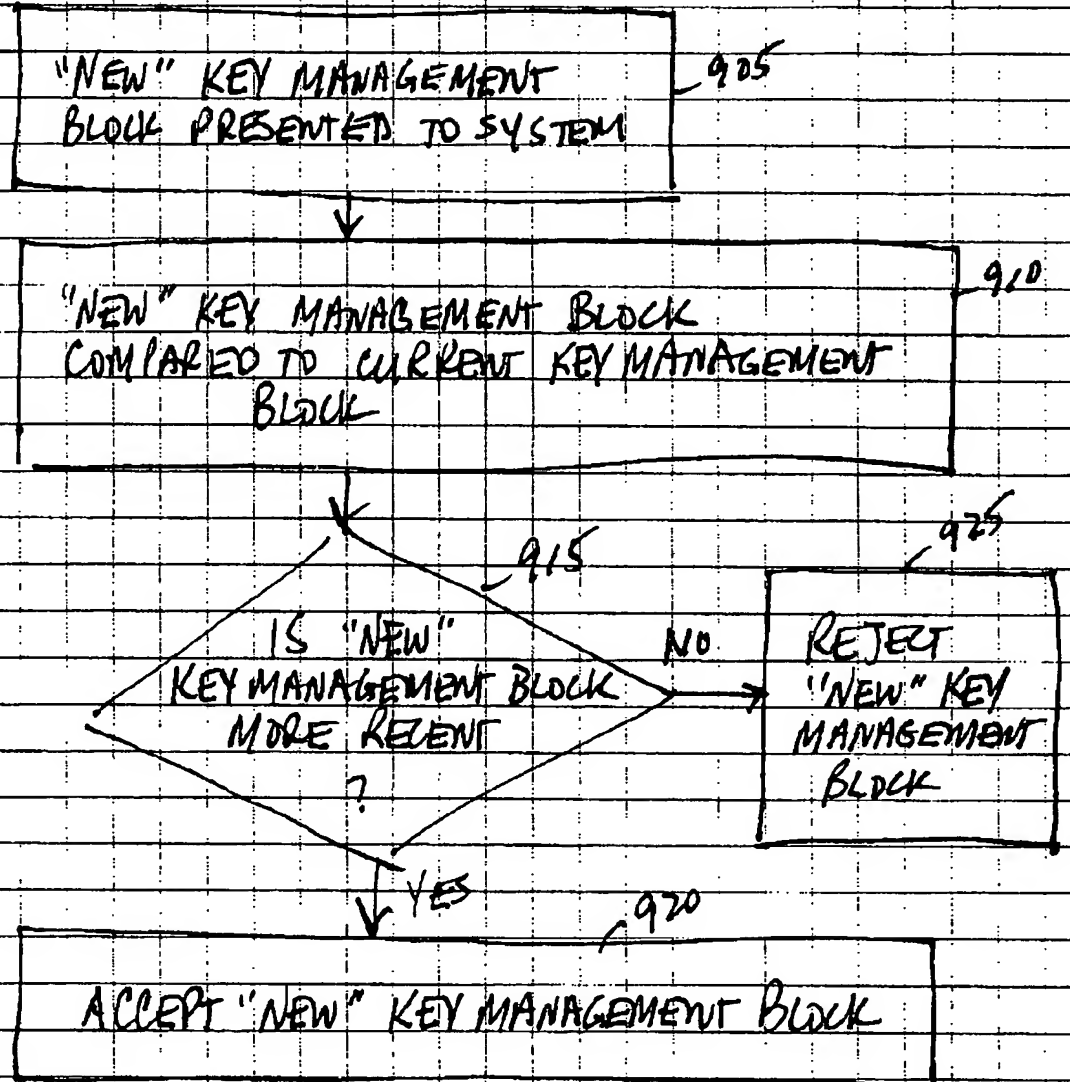 "NEW" KEY MANAGEMENT
BLOCK PRESENTED TO SYSTEM
905
"NEW" KEY MANAGEMENT BLOCK
COMPARED TO CURRENT KEY MANAGEMENT
BLOCK
910
915
IS "NEW"
KEY MANAGEMENT BLOCK
MORE RECENT
?
NO
925
REJECT
"NEW" KEY
MANAGEMENT
BLOCK
YES
920
ACCEPT "NEW" KEY MANAGEMENT BLOCK